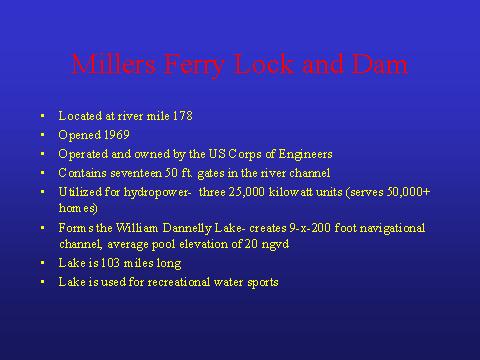 Millers Ferry Lock and Dam
• Located at river mile 178
• Opened 1969
• Operated and owned by the US Corps of Engineers
• Contains seventeen 50 ft. gates in the river channel
• Utilized for hydropower- three 25,000 kilowatt units (serves 50,000+
homes)
• Forms the William Dannelly Lake- creates 9-x-200 foot navigational
channel, average pool elevation of 20 ngvd
• Lake is 103 miles long
• Lake is used for recreational water sports